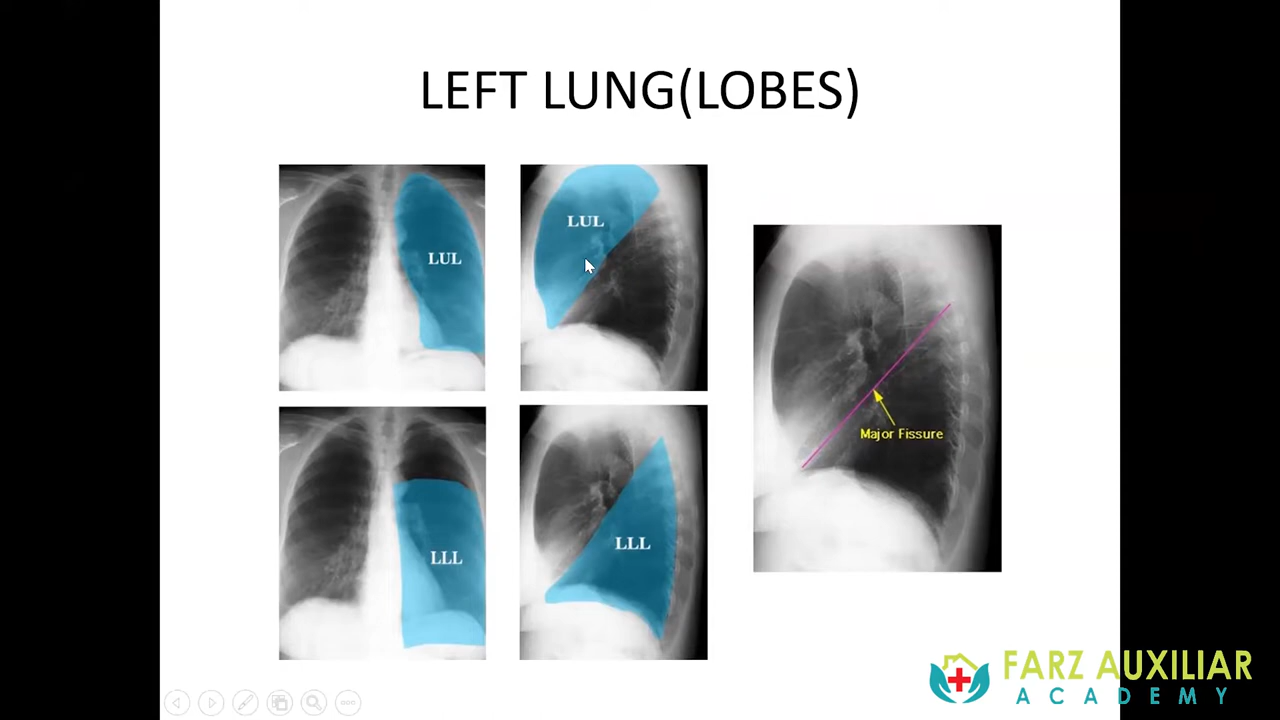 LEFT LUNG(LOBES)
LUL
LUL
Major Fissure
LLL
LLL
FARZ AUXILIAR
ACADEMY